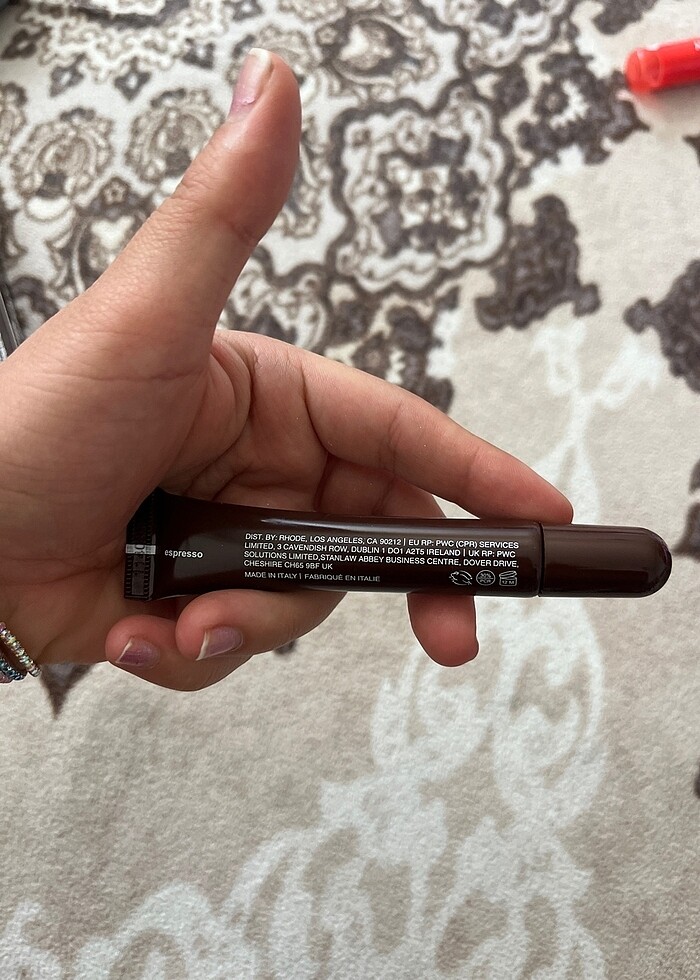 espresso
DIST. BY: RHODE, LOS ANGELES, CA 90212 | EU RP: PWC (CPR) SERVICES
LIMITED, 3 CAVENDISH ROW, DUBLIN 1 DO1 A2T5 IRELAND | UK RP: PWC
SOLUTIONS LIMITED,STANLAW ABBEY BUSINESS CENTRE, DOVER DRIVE,
CHESHIRE CH65 9BF UK
MADE IN ITALY | FABRIQUÉ EN ITALIE
12 M